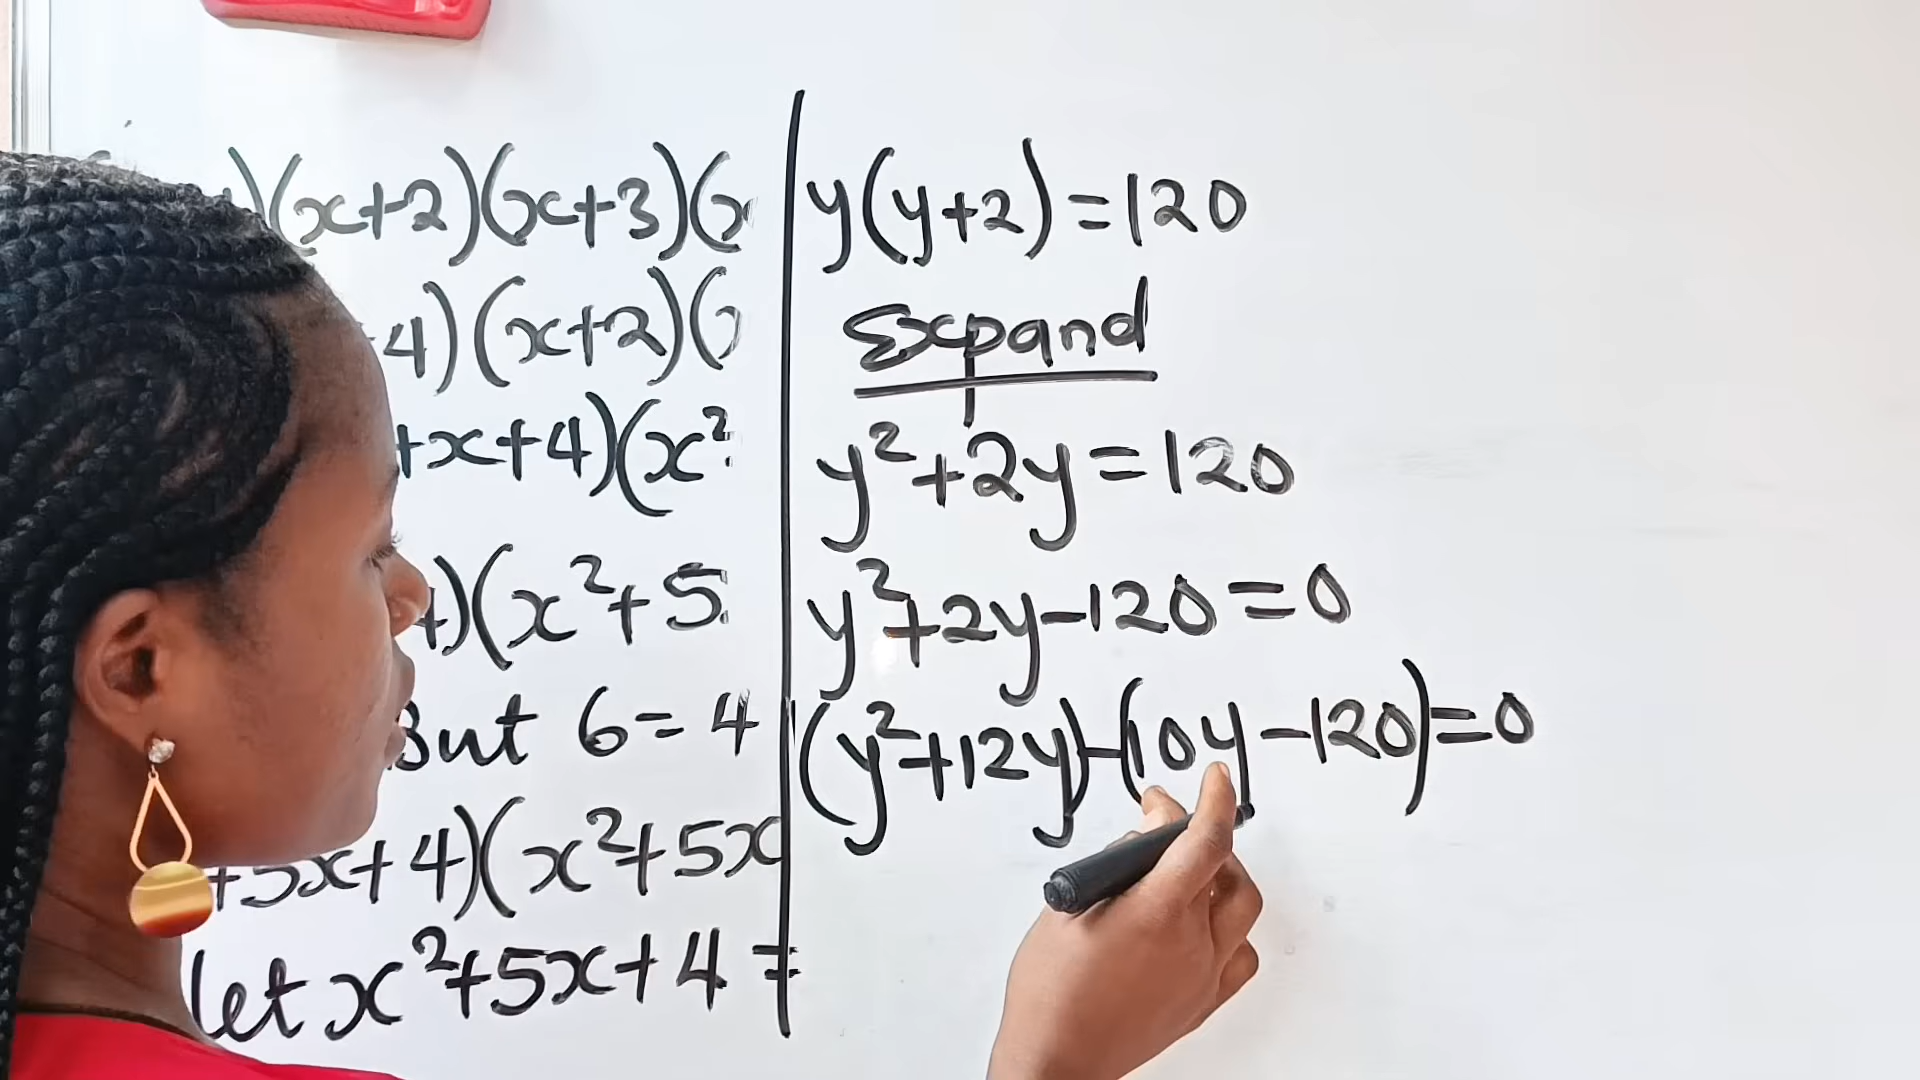 )(x+2)(x+3)(x
4)(x+2)(
+x+4)(x²
)(x²+5
But 6=4
+5x+4)(x²+5x
let x²+5x+4=
y(y+2)=120
Expand
y²+2y=120
y²+2y-120=0
(y²+12y)-(10y-120)=0